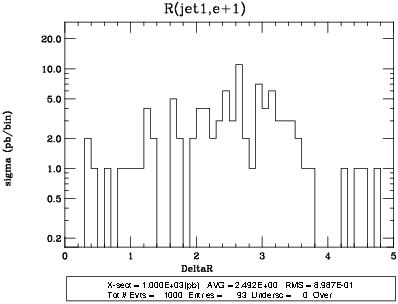 R(jet1,e+1)
20.0
10.0
5.0
2.0
1.0
0.5
0.2
sigma (pb/bin)
0 1 2 3 4 5
DeltaR
X-sect = 1.000E+03(pb) AVG = 2.492E+00 RMS = 8.987E-01
Tot # Evts = 1000 Entries = 93 Undersc = 0 Over